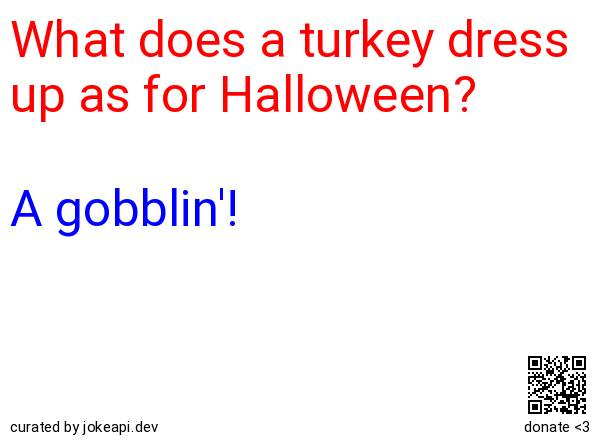 What does a turkey dress
up as for Halloween?
A gobblin'!
curated by jokeapi.dev
donate <3